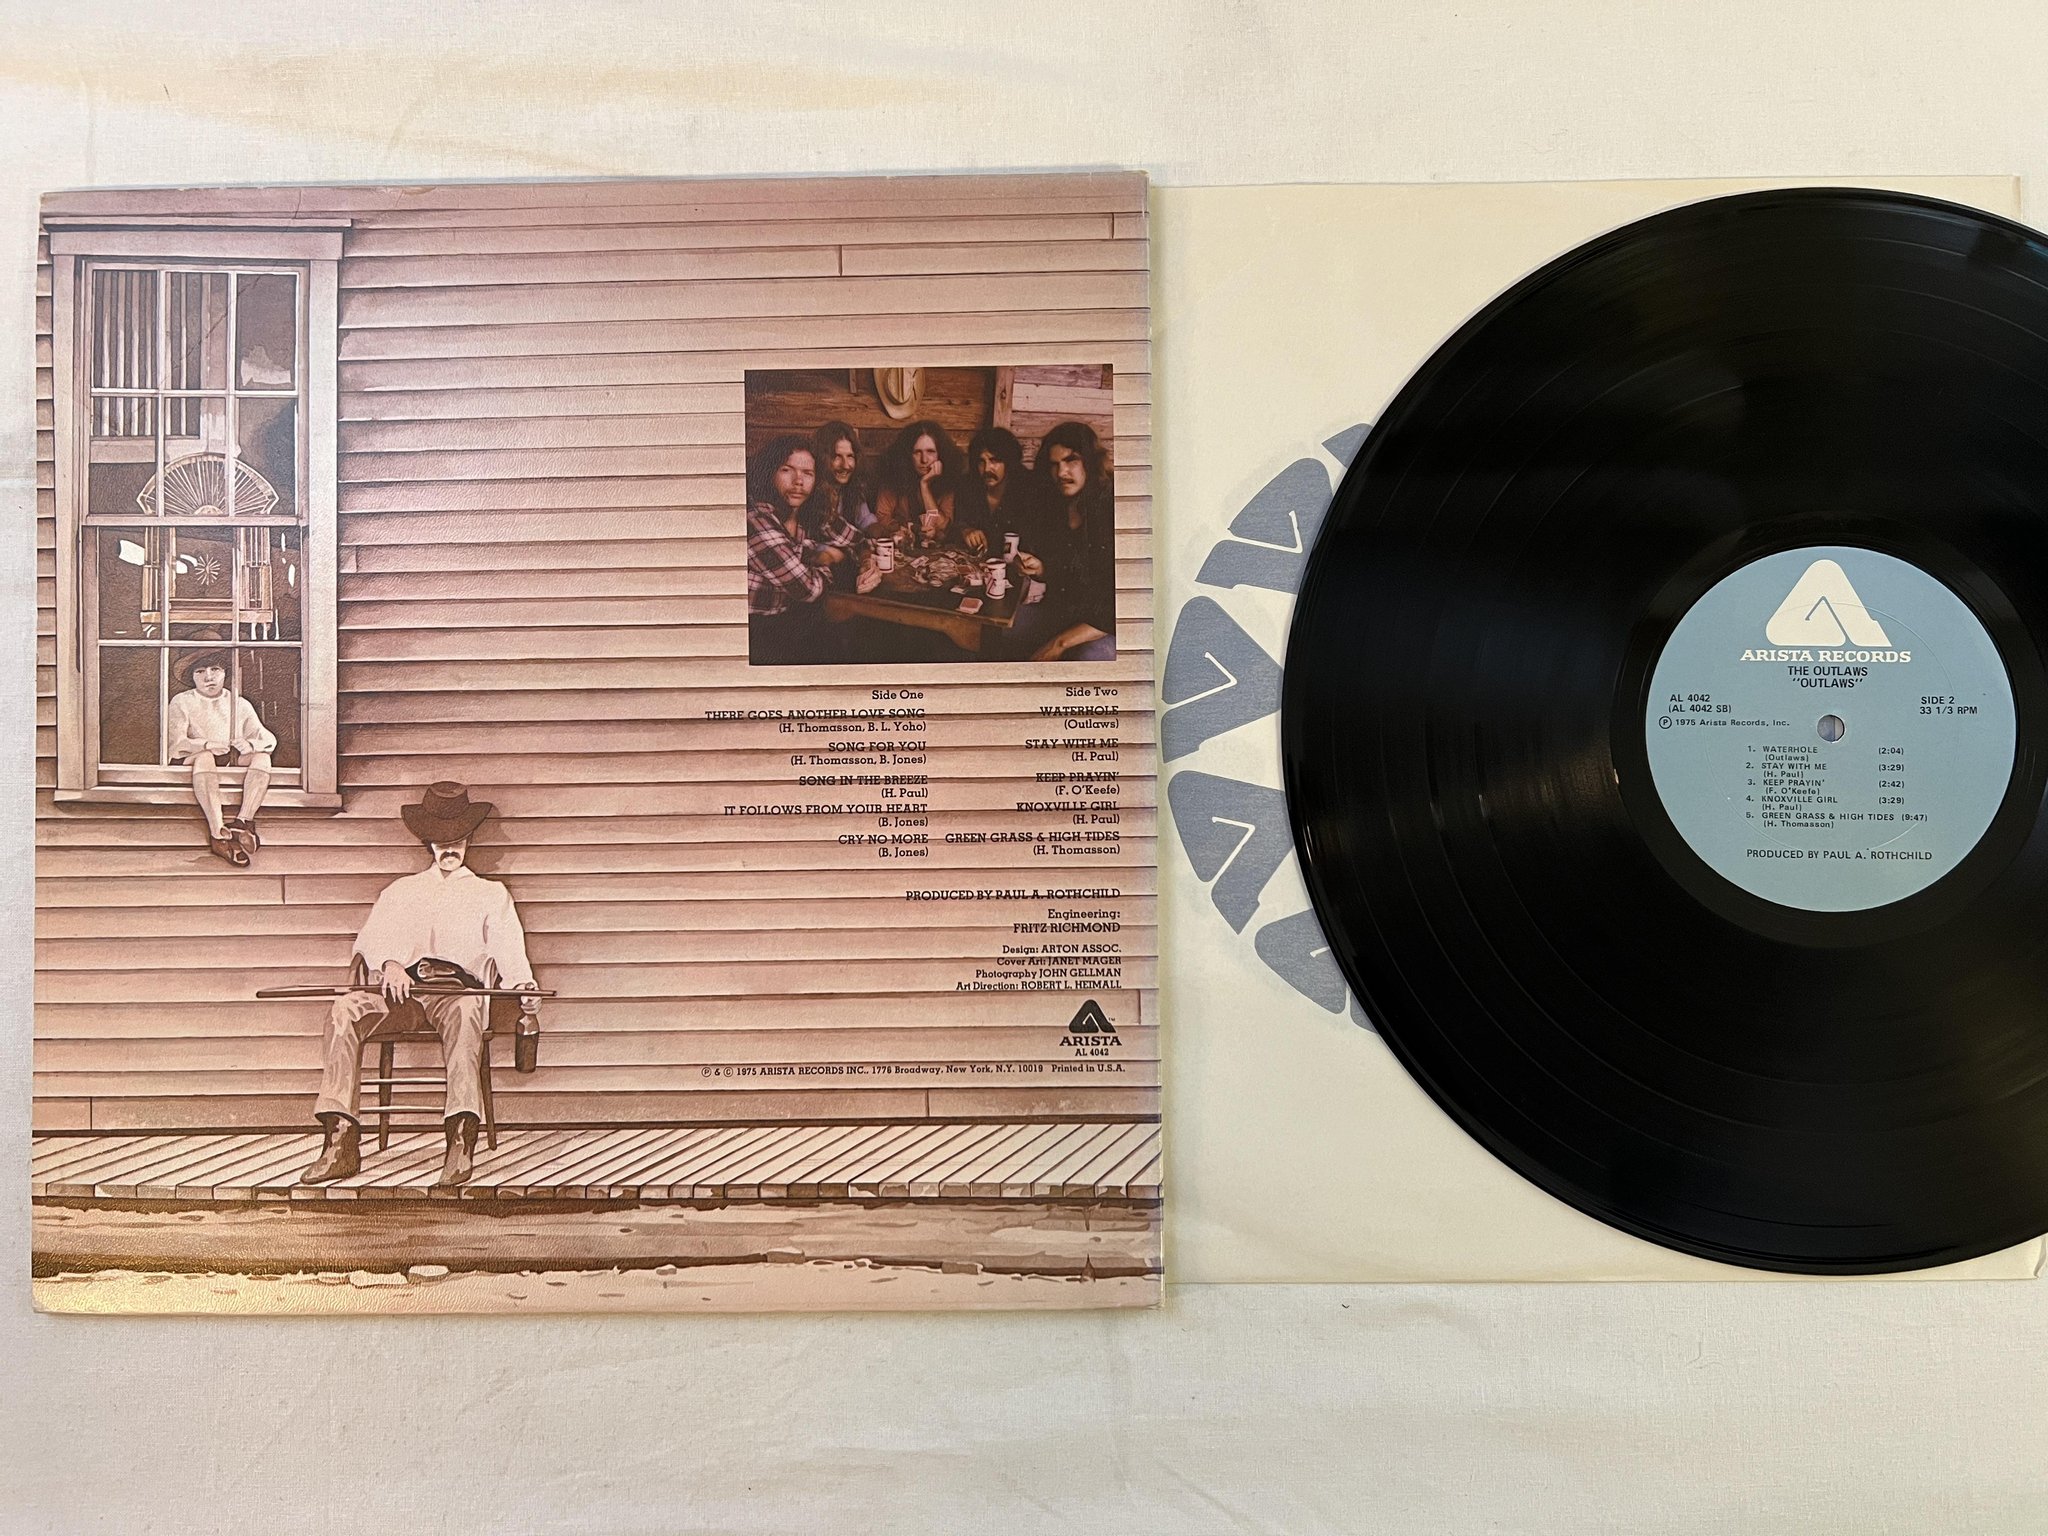 Side One
THERE GOES ANOTHER LOVE SONG
(H. Thomasson, B. L. Yoho)
SONG FOR YOU
(H. Thomasson, B. Jones)
SONG IN THE BREEZE
(H. Paul)
IT FOLLOWS FROM YOUR HEART
(B. Jones)
CRY NO MORE
(B. Jones)
Side Two
WATERHOLE
(Outlaws)
STAY WITH ME
(H. Paul)
KEEP PRAYIN'
(F. O'Keefe)
KNOXVILLE GIRL
(H. Paul)
GREEN GRASS & HIGH TIDES
(H. Thomasson)
PRODUCED BY PAUL A. ROTHCHILD
Engineering:
FRITZ RICHMOND
Design: ARTON ASSOC.
Cover Art: JANET MAGER
Photography JOHN GELLMAN
Art Direction: ROBERT L. HEIMALL
TM
ARISTA
AL 4042
Ⓟ & © 1975 ARISTA RECORDS INC., 1776 Broadway, New York, N.Y. 10019 Printed in U.S.A.
ARISTA RECORDS
THE OUTLAWS
"OUTLAWS"
AL 4042
(AL 4042 SB)
Ⓟ 1975 Arista Records, Inc.
SIDE 2
33 1/3 RPM
1. WATERHOLE (2:04)
(Outlaws)
2. STAY WITH ME (3:29)
(H. Paul)
3. KEEP PRAYIN' (2:42)
(F. O'Keefe)
4. KNOXVILLE GIRL (3:29)
(H. Paul)
5. GREEN GRASS & HIGH TIDES (9:47)
(H. Thomasson)
PRODUCED BY PAUL A. ROTHCHILD